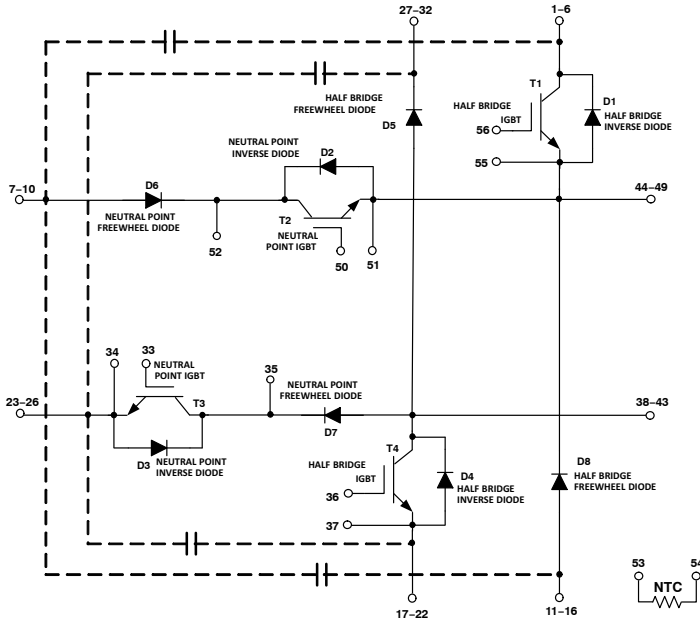 27–32
1–6
T1
HALF BRIDGE
FREEWHEEL DIODE
D5
HALF BRIDGE
IGBT
56
D1
HALF BRIDGE
INVERSE DIODE
55
NEUTRAL POINT
INVERSE DIODE
D2
7–10
D6
NEUTRAL POINT
FREEWHEEL DIODE
52
T2
NEUTRAL
POINT IGBT
50
51
44–49
34
33
NEUTRAL
POINT IGBT
35
NEUTRAL POINT
FREEWHEEL DIODE
23–26
T3
D7
38–43
D3
NEUTRAL POINT
INVERSE DIODE
T4
HALF BRIDGE
IGBT
36
D4
HALF BRIDGE
INVERSE DIODE
D8
HALF BRIDGE
FREEWHEEL DIODE
37
53
54
NTC
17–22
11–16